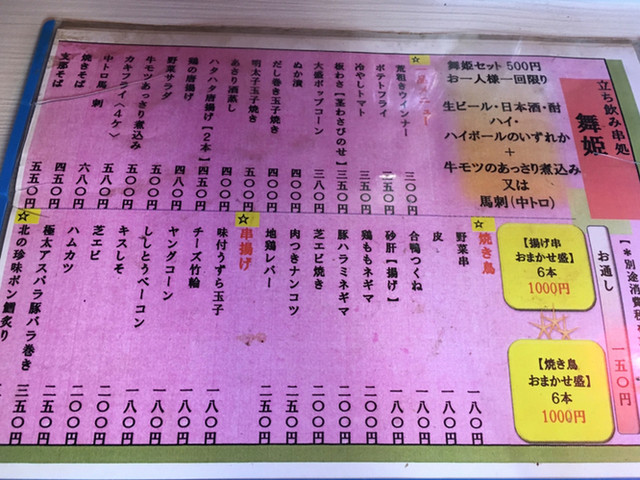 立ち飲み串処
舞姫
舞姫セット 500円
お一人様一回限り
生ビール・日本酒・酎
ハイ・
ハイボールのいずれか
+
牛モツのあっさり煮込み
又は
馬刺(中トロ)
☆
荒粗きウインナー 三〇〇円
ポテトフライ 二五〇円
冷やしトマト 三五〇円
板わさ【茎わさびのせ】 三五〇円
大盛ポップコーン 三八〇円
ぬか漬 四〇〇円
だし巻き玉子焼き 四〇〇円
明太子玉子焼き 五〇〇円
あさり酒蒸し 四〇〇円
ハタハタ唐揚げ【2本】 四五〇円
鶏の唐揚げ 四八〇円
野菜サラダ 五〇〇円
牛モツあっさり煮込み 五〇〇円
カキフライ〈4ケ〉 五八〇円
中トロ馬刺 六八〇円
焼きそば 四五〇円
支那そば 五五〇円
【*別途消費税
お通し 一五〇円
【揚げ串
おまかせ盛】
6本
1000円
【焼き鳥
おまかせ盛】
6本
1000円
☆焼き鳥
野菜串 一八〇円
皮 一八〇円
合鴨つくね 一八〇円
砂肝【揚げ】 一八〇円
鶏ももネギマ 二〇〇円
豚ハラミネギマ 二〇〇円
芝エビ焼き 二〇〇円
肉つきナンコツ 二五〇円
地鶏レバー 二五〇円
☆串揚げ
味付うずら玉子 一八〇円
チーズ竹輪 一八〇円
ヤングコーン 一八〇円
ししとうベーコン 一八〇円
キスしそ 二〇〇円
芝エビ 二〇〇円
ハムカツ 二五〇円
極太アスパラ豚バラ巻き 三五〇円
☆北の珍味ポン鱈炙り